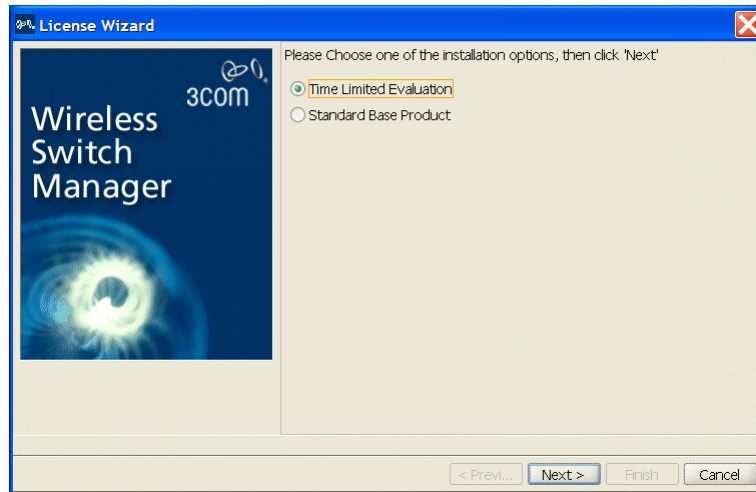 License Wizard
3COM
Wireless
Switch
Manager
Please Choose one of the installation options, then click 'Next'
Time Limited Evaluation
Standard Base Product
< Previ...
Next >
Finish
Cancel